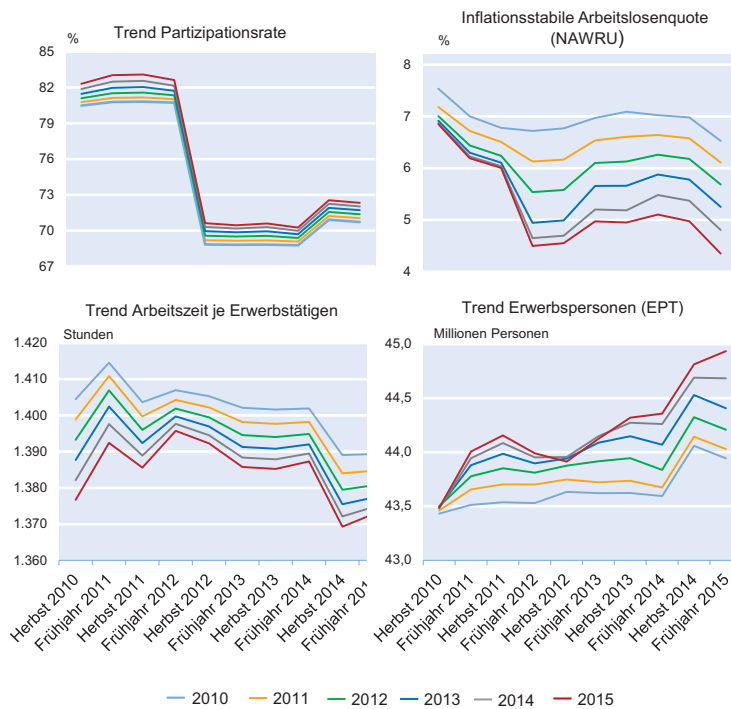 Trend Partizipationsrate
%
85
82
79
76
73
70
67
Inflationsstabile Arbeitslosenquote
(NAWRU)
%
8
7
6
5
4
Trend Arbeitszeit je Erwerbstätigen
Stunden
1.420
1.410
1.400
1.390
1.380
1.370
1.360
Herbst 2010
Frühjahr 2011
Herbst 2011
Frühjahr 2012
Herbst 2012
Frühjahr 2013
Herbst 2013
Frühjahr 2014
Herbst 2014
Frühjahr 201
Trend Erwerbspersonen (EPT)
Millionen Personen
45,0
44,5
44,0
43,5
43,0
Herbst 2010
Frühjahr 2011
Herbst 2011
Frühjahr 2012
Herbst 2012
Frühjahr 2013
Herbst 2013
Frühjahr 2014
Herbst 2014
Frühjahr 2015
2010 2011 2012 2013 2014 2015